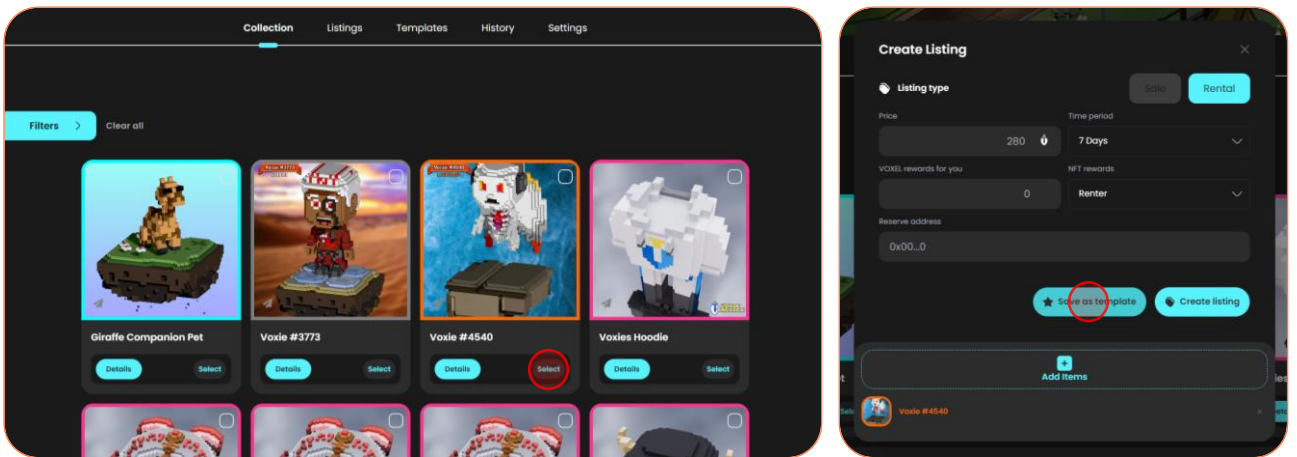 Collection Listings Templates History Settings
Filters Clear all
Voxie #3773
Giraffe Companion Pet Voxie #3773 Voxie #4540 Voxies Hoodie
Details Select Details Select Details Select Details Select
Create Listing
Listing type Sale Rental
Price Time period
280 7 Days
VOXEL rewards for you NFT rewards
0 Renter
Reserve address
0x00...0
Save as template Create listing
Add Items
Voxie #4540